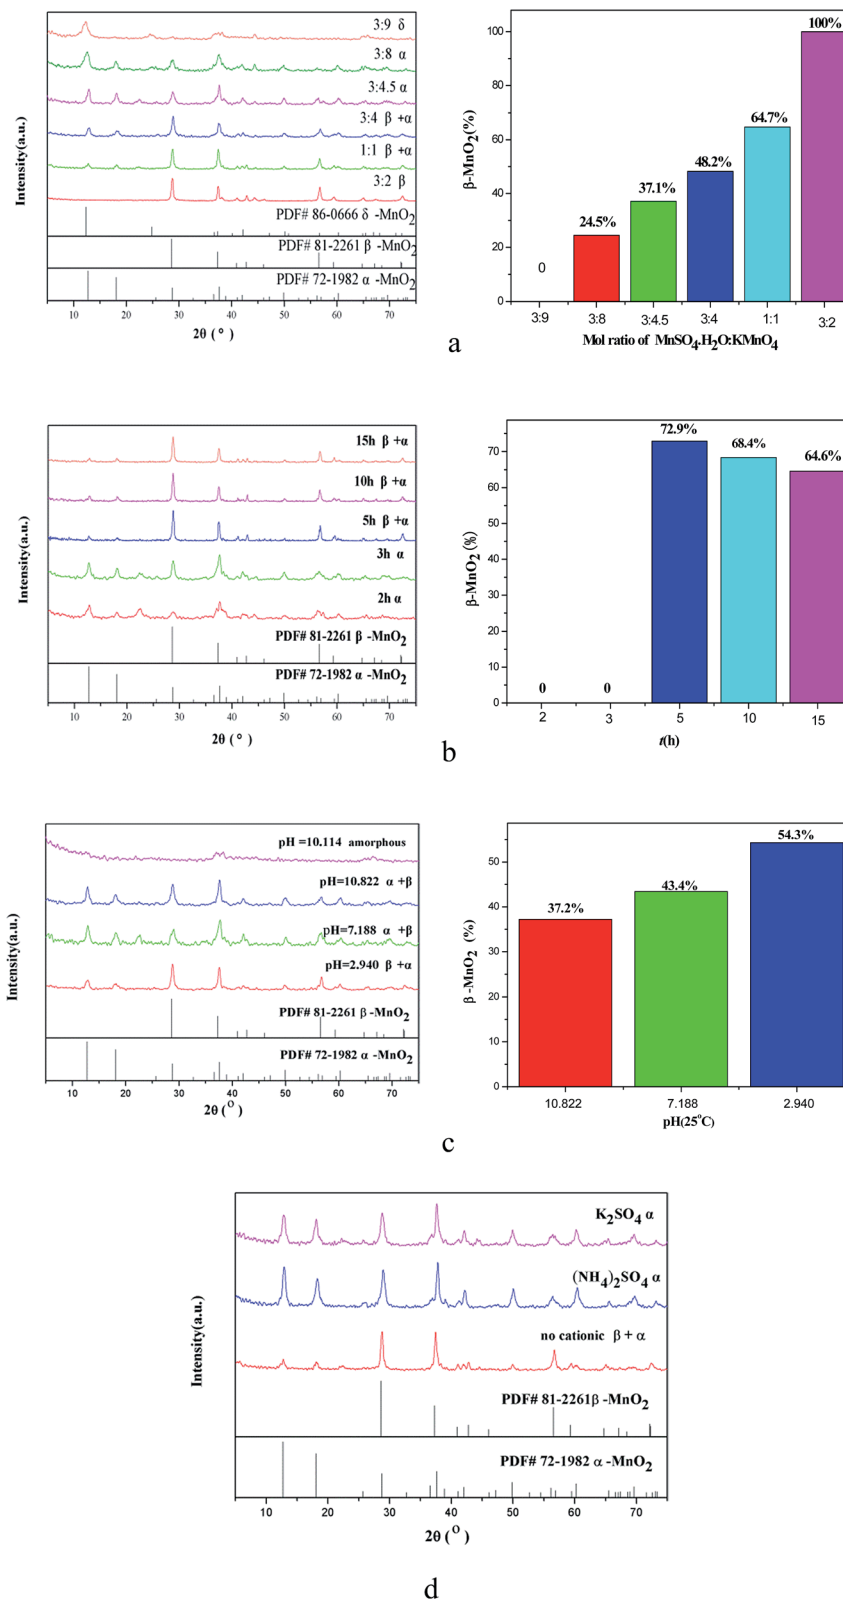 3:9 δ
3:8 α
3:4.5 α
3:4 β +α
1:1 β +α
3:2 β
PDF# 86-0666 δ -MnO2
PDF# 81-2261 β -MnO2
PDF# 72-1982 α -MnO2
Intensity(a.u.)
10 20 30 40 50 60 70
2θ ( ° )
β-MnO2(%)
100
80
60
40
20
0
0
24.5%
37.1%
48.2%
64.7%
100%
3:9 3:8 3:4.5 3:4 1:1 3:2
Mol ratio of MnSO4.H2O:KMnO4
a
15h β +α
10h β +α
5h β +α
3h α
2h α
PDF# 81-2261 β -MnO2
PDF# 72-1982 α -MnO2
Intensity(a.u.)
10 20 30 40 50 60 70
2θ ( ° )
β-MnO2 (%)
70
60
50
40
30
20
10
0
0
0
72.9%
68.4%
64.6%
2 3 5 10 15
t(h)
b
pH =10.114 amorphous
pH=10.822 α +β
pH=7.188 α +β
pH=2.940 β +α
PDF# 81-2261 β -MnO2
PDF# 72-1982 α -MnO2
Intensity(a.u.)
10 20 30 40 50 60 70
2θ (O)
β -MnO2 (%)
50
40
30
20
10
0
37.2%
43.4%
54.3%
10.822 7.188 2.940
pH(25°C)
c
K2SO4 α
(NH4)2SO4 α
no cationic β + α
PDF# 81-2261β -MnO2
PDF# 72-1982 α -MnO2
Intensity(a.u.)
10 20 30 40 50 60 70
2θ (O)
d